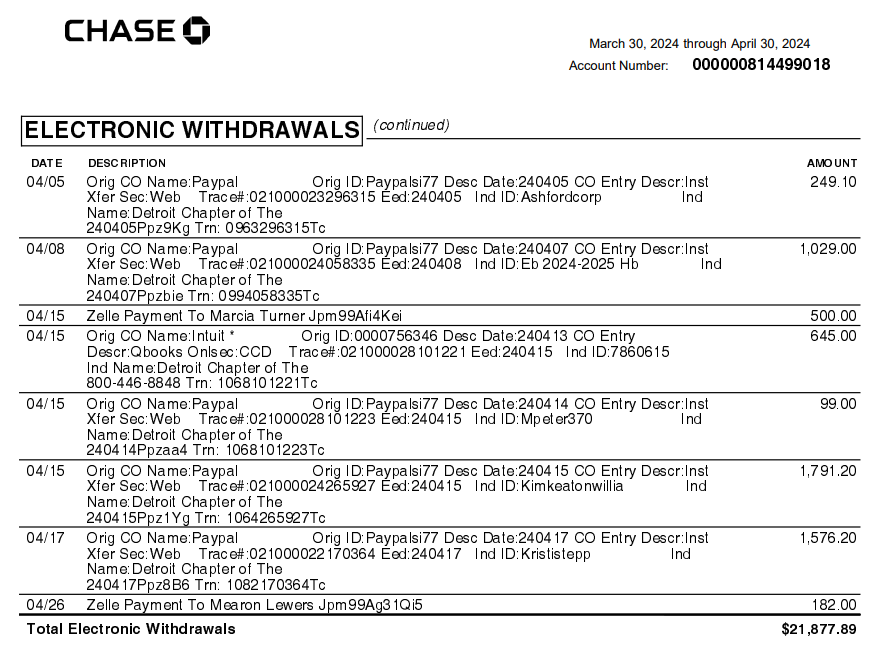 CHASE
March 30, 2024 through April 30, 2024
Account Number: 000000814499018
ELECTRONIC WITHDRAWALS (continued)
DATE DESCRIPTION AMOUNT
04/05 Orig CO Name:Paypal Orig ID:Paypalsi77 Desc Date:240405 CO Entry Descr:Inst 249.10
Xfer Sec:Web Trace#:021000023296315 Eed:240405 Ind ID:Ashfordcorp Ind
Name:Detroit Chapter of The
240405Ppz9Kg Trn: 0963296315Tc
04/08 Orig CO Name:Paypal Orig ID:Paypalsi77 Desc Date:240407 CO Entry Descr:Inst 1,029.00
Xfer Sec:Web Trace#:021000024058335 Eed:240408 Ind ID:Eb 2024-2025 Hb Ind
Name:Detroit Chapter of The
240407Ppzbie Trn: 0994058335Tc
04/15 Zelle Payment To Marcia Turner Jpm99Afi4Kei 500.00
04/15 Orig CO Name:Intuit * Orig ID:0000756346 Desc Date:240413 CO Entry 645.00
Descr:Qbooks Onlsec:CCD Trace#:021000028101221 Eed:240415 Ind ID:7860615
Ind Name:Detroit Chapter of The
800-446-8848 Trn: 1068101221Tc
04/15 Orig CO Name:Paypal Orig ID:Paypalsi77 Desc Date:240414 CO Entry Descr:Inst 99.00
Xfer Sec:Web Trace#:021000028101223 Eed:240415 Ind ID:Mpeter370 Ind
Name:Detroit Chapter of The
240414Ppzaa4 Trn: 1068101223Tc
04/15 Orig CO Name:Paypal Orig ID:Paypalsi77 Desc Date:240415 CO Entry Descr:Inst 1,791.20
Xfer Sec:Web Trace#:021000024265927 Eed:240415 Ind ID:Kimkeatonwillia Ind
Name:Detroit Chapter of The
240415Ppz1Yg Trn: 1064265927Tc
04/17 Orig CO Name:Paypal Orig ID:Paypalsi77 Desc Date:240417 CO Entry Descr:Inst 1,576.20
Xfer Sec:Web Trace#:021000022170364 Eed:240417 Ind ID:Krististepp Ind
Name:Detroit Chapter of The
240417Ppz8B6 Trn: 1082170364Tc
04/26 Zelle Payment To Mearon Lewers Jpm99Ag31Qi5 182.00
Total Electronic Withdrawals $21,877.89